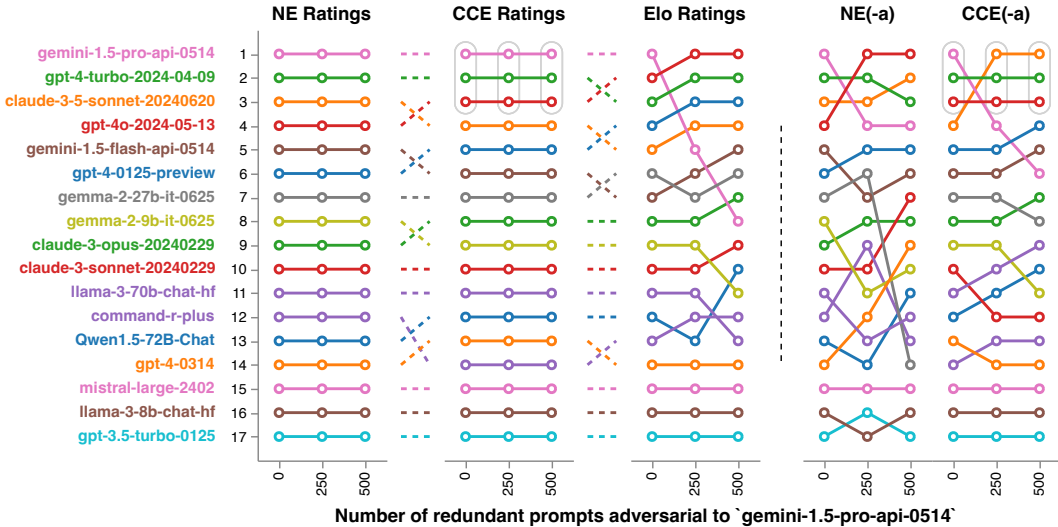 NE Ratings CCE Ratings Elo Ratings NE(-a) CCE(-a)
gemini-1.5-pro-api-0514 1
gpt-4-turbo-2024-04-09 2
claude-3-5-sonnet-20240620 3
gpt-4o-2024-05-13 4
gemini-1.5-flash-api-0514 5
gpt-4-0125-preview 6
gemma-2-27b-it-0625 7
gemma-2-9b-it-0625 8
claude-3-opus-20240229 9
claude-3-sonnet-20240229 10
llama-3-70b-chat-hf 11
command-r-plus 12
Qwen1.5-72B-Chat 13
gpt-4-0314 14
mistral-large-2402 15
llama-3-8b-chat-hf 16
gpt-3.5-turbo-0125 17
0 250 500 0 250 500 0 250 500 0 250 500 0 250 500
Number of redundant prompts adversarial to `gemini-1.5-pro-api-0514`